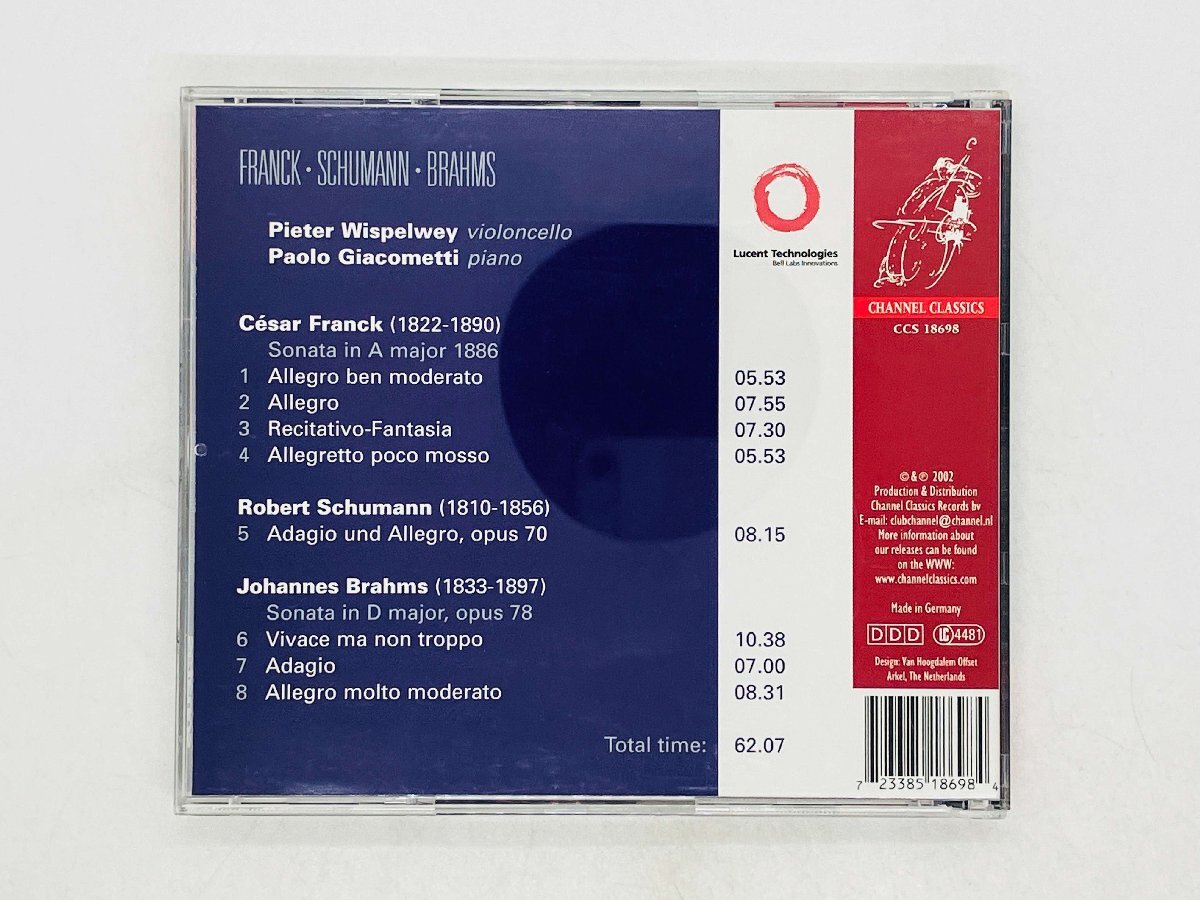 FRANCK · SCHUMANN · BRAHMS
Pieter Wispelwey violoncello
Paolo Giacometti piano
César Franck (1822-1890)
Sonata in A major 1886
1 Allegro ben moderato 05.53
2 Allegro 07.55
3 Recitativo-Fantasia 07.30
4 Allegretto poco mosso 05.53
Robert Schumann (1810-1856)
5 Adagio und Allegro, opus 70 08.15
Johannes Brahms (1833-1897)
Sonata in D major, opus 78
6 Vivace ma non troppo 10.38
7 Adagio 07.00
8 Allegro molto moderato 08.31
Total time: 62.07
Lucent Technologies
Bell Labs Innovations
C
CHANNEL CLASSICS
CCS 18698
©&℗ 2002
Production & Distribution
Channel Classics Records bv
E-mail: clubchannel@channel.nl
More information about
our releases can be found
on the WWW:
www.channelclassics.com
Made in Germany
DDD LC 4481
Design: Van Hoogdalem Offset
Arkel, The Netherlands
7 23385 18698 4